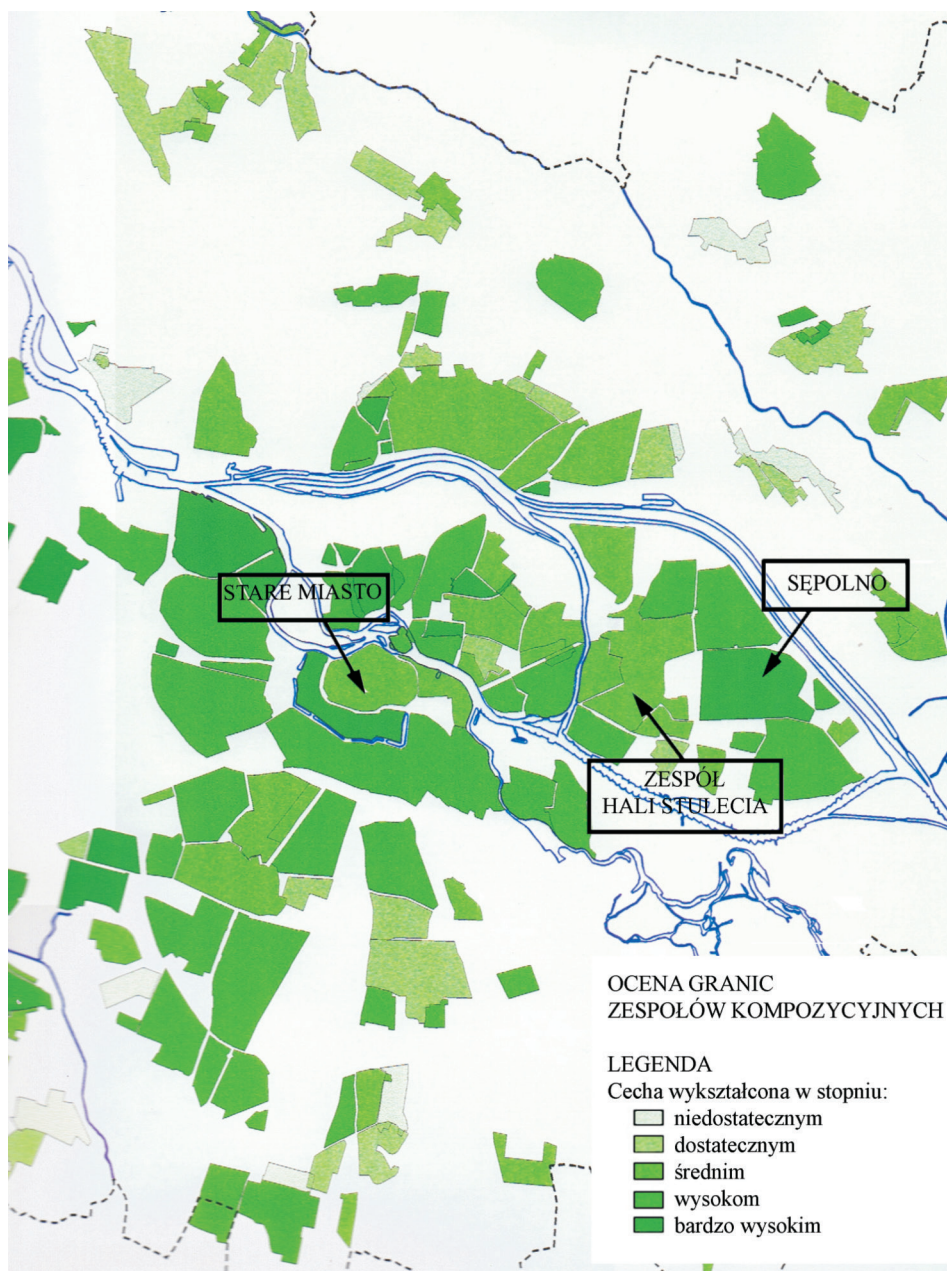 STARE MIASTO
SĘPOLNO
ZESPÓŁ
HALI STULECIA
OCENA GRANIC
ZESPOŁÓW KOMPOZYCYJNYCH
LEGENDA
Cecha wykształcona w stopniu:
niedostatecznym
dostatecznym
średnim
wysokom
bardzo wysokim